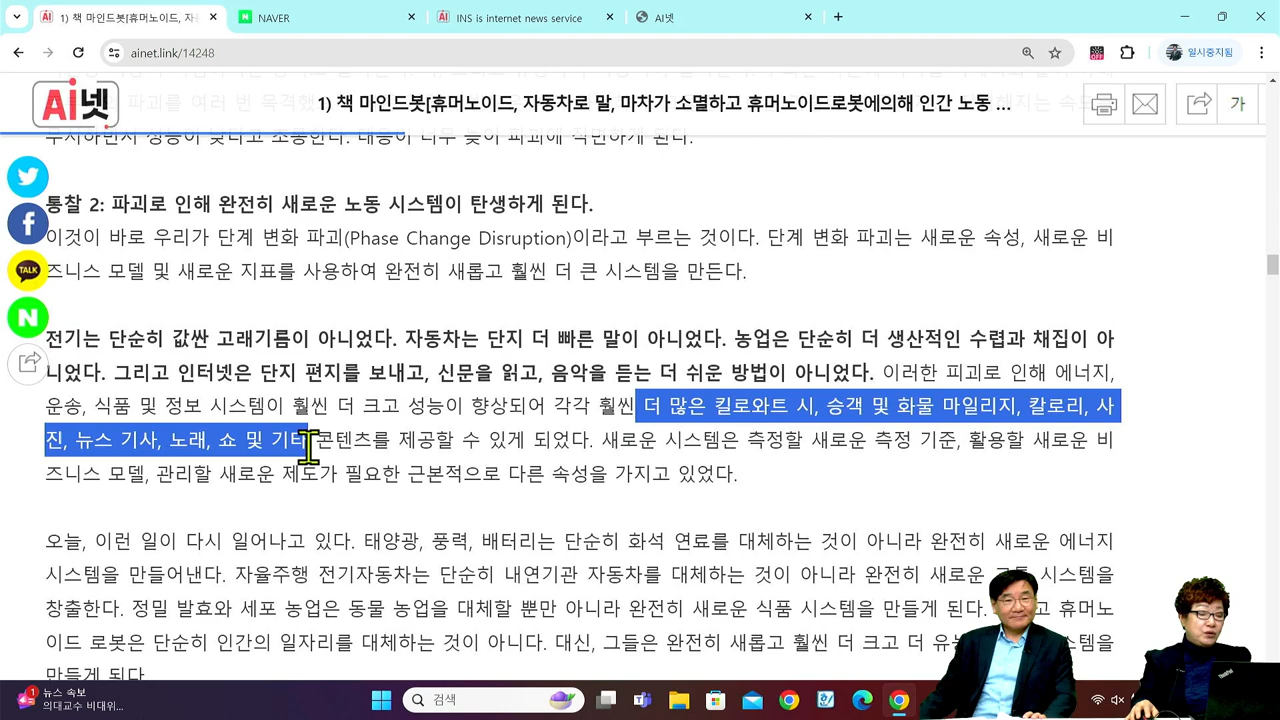 1) 책 마인드봇[휴머노이드, 자동
NAVER
INS is internet news service
AI넷
ainet.link/14248
OFF
일시중지됨
Ai넷
1) 책 마인드봇[휴머노이드, 자동차로 말, 마차가 소멸하고 휴머노이드로봇에의해 인간 노동 ...
가
통찰 2: 파괴로 인해 완전히 새로운 노동 시스템이 탄생하게 된다.
이것이 바로 우리가 단계 변화 파괴(Phase Change Disruption)이라고 부르는 것이다. 단계 변화 파괴는 새로운 속성, 새로운 비
즈니스 모델 및 새로운 지표를 사용하여 완전히 새롭고 훨씬 더 큰 시스템을 만든다.
TALK
N
전기는 단순히 값싼 고래기름이 아니었다. 자동차는 단지 더 빠른 말이 아니었다. 농업은 단순히 더 생산적인 수렵과 채집이 아
니었다. 그리고 인터넷은 단지 편지를 보내고, 신문을 읽고, 음악을 듣는 더 쉬운 방법이 아니었다. 이러한 피괴로 인해 에너지,
운송, 식품 및 정보 시스템이 훨씬 더 크고 성능이 향상되어 각각 훨씬 더 많은 킬로와트 시, 승객 및 화물 마일리지, 칼로리, 사
진, 뉴스 기사, 노래, 쇼 및 기타 콘텐츠를 제공할 수 있게 되었다. 새로운 시스템은 측정할 새로운 측정 기준, 활용할 새로운 비
즈니스 모델, 관리할 새로운 제도가 필요한 근본적으로 다른 속성을 가지고 있었다.
오늘, 이런 일이 다시 일어나고 있다. 태양광, 풍력, 배터리는 단순히 화석 연료를 대체하는 것이 아니라 완전히 새로운 에너지
시스템을 만들어낸다. 자율주행 전기자동차는 단순히 내연기관 자동차를 대체하는 것이 아니라 완전히 새로운 시스템을
창출한다. 정밀 발효와 세포 농업은 동물 농업을 대체할 뿐만 아니라 완전히 새로운 식품 시스템을 만들게 된다. 휴머노
이드 로봇은 단순히 인간의 일자리를 대체하는 것이 아니다. 대신, 그들은 완전히 새롭고 훨씬 더 크고 더
만들게 된다
1
뉴스 속보
의대교수 비대위...
검색